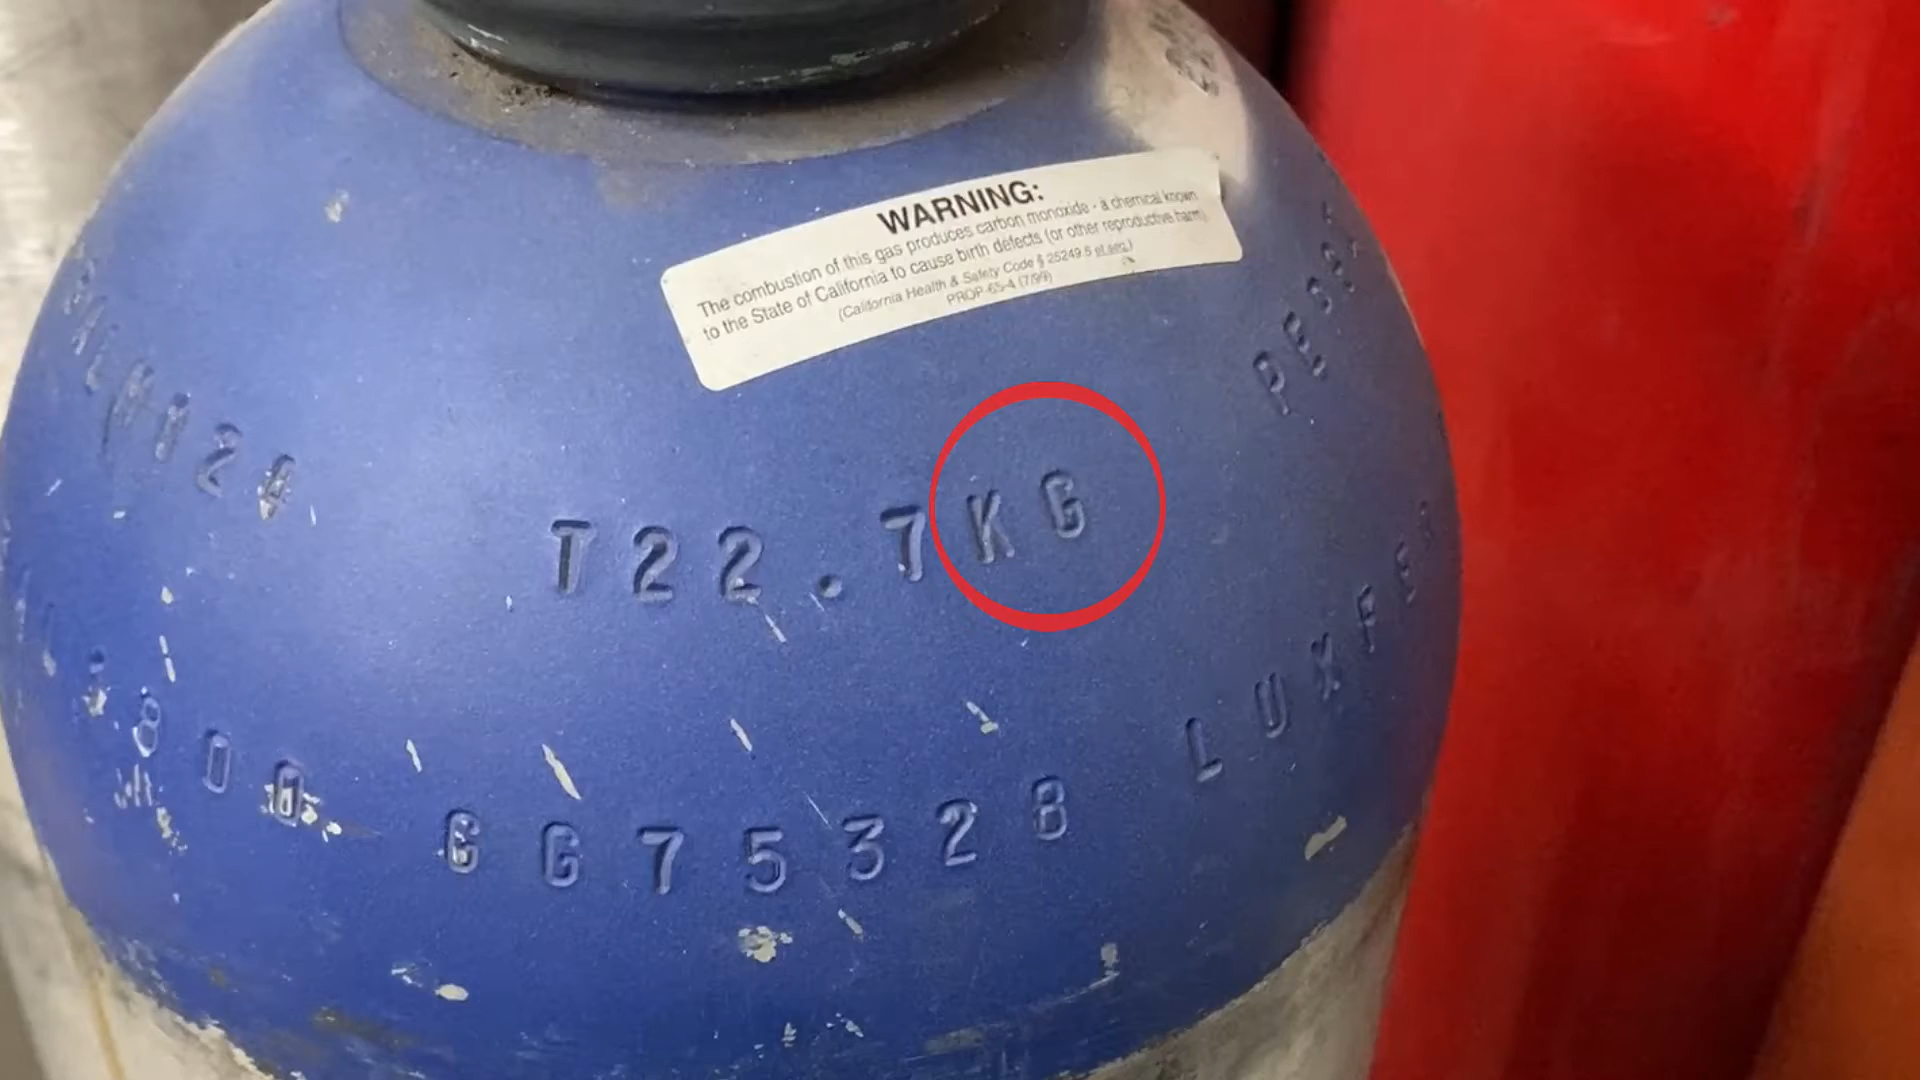 WARNING:
The combustion of this gas produces carbon monoxide - a chemical known
to the State of California to cause birth defects (or other reproductive harm).
(California Health & Safety Code § 25249.5 et.seq.)
PROP-65-4 (7/99)
T22.7KG
GG75328
LUXFER